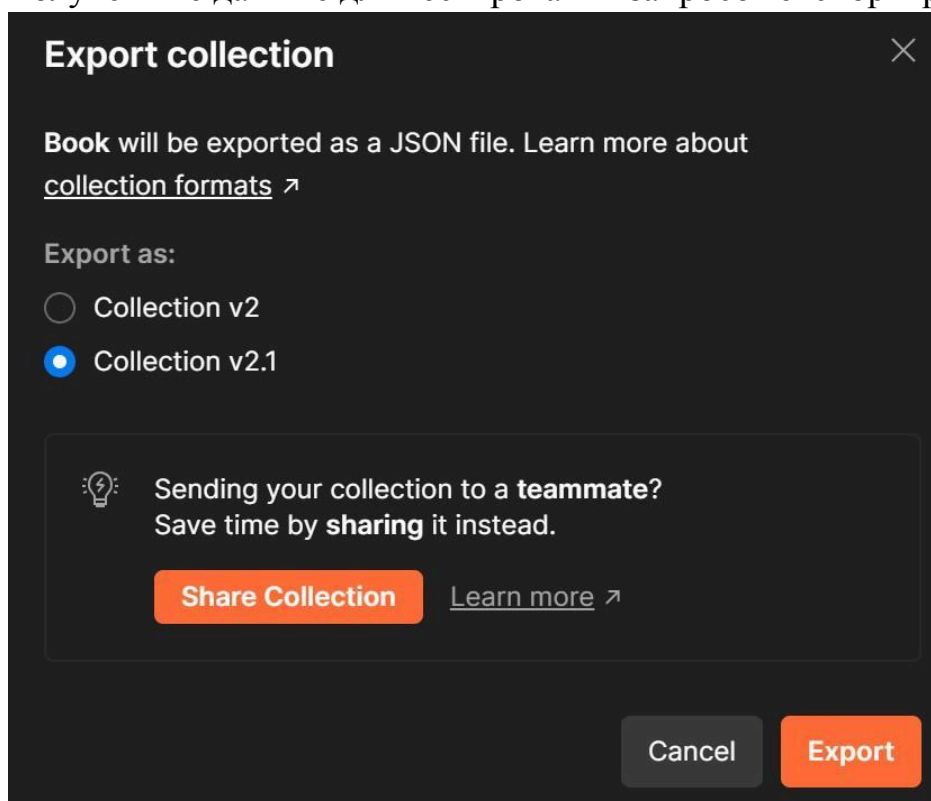 Export collection
Book will be exported as a JSON file. Learn more about
collection formats ↗
Export as:
Collection v2
Collection v2.1
Sending your collection to a teammate?
Save time by sharing it instead.
Share Collection Learn more ↗
Cancel Export